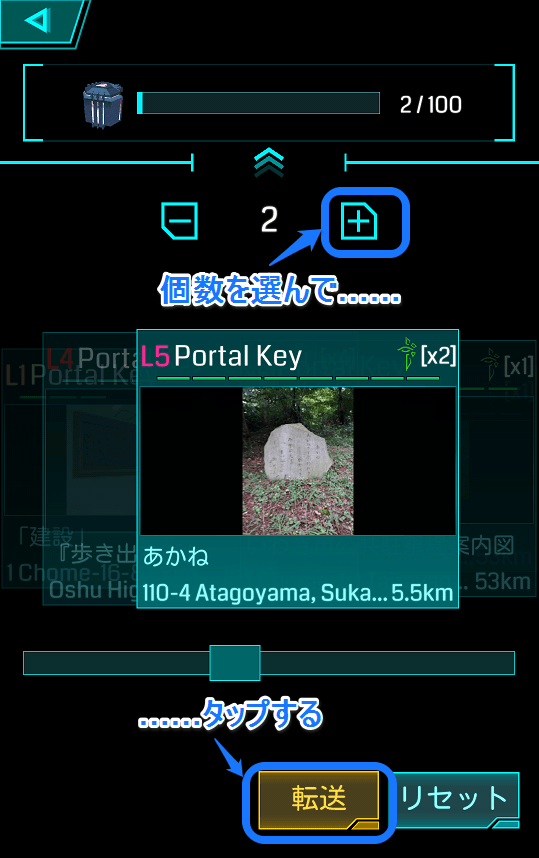 2/100
2
個数を選んで……
L1 Portal Ke
L4 Porta
L5 Portal Key
[x2]
[x1]
「建設」
『歩き出
あかね
案内図
1 Chome-16-
Oshu Hig
110-4 Atagoyama, Suka... 5.5km
... 53km
……タップする
転送
リセット